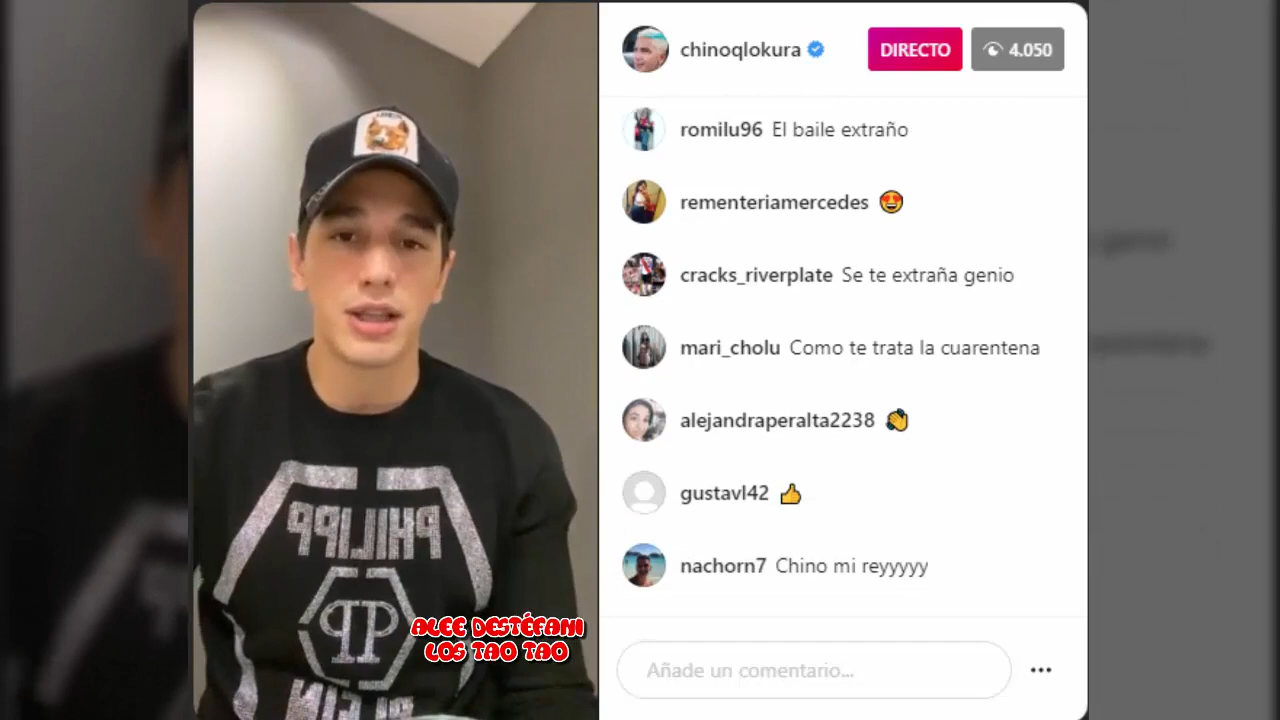 chinoqlokura
DIRECTO
4.050
romilu96 El baile extraño
rementeriamercedes 😍
cracks_riverplate Se te extraña genio
mari_cholu Como te trata la cuarentena
alejandraperalta2238 👏
gustavl42 👍
nachorn7 Chino mi reyyyyy
Añade un comentario...
PHILIPP
PP
PLEIN
ALEE DESTÉFANI
LOS TAO TAO